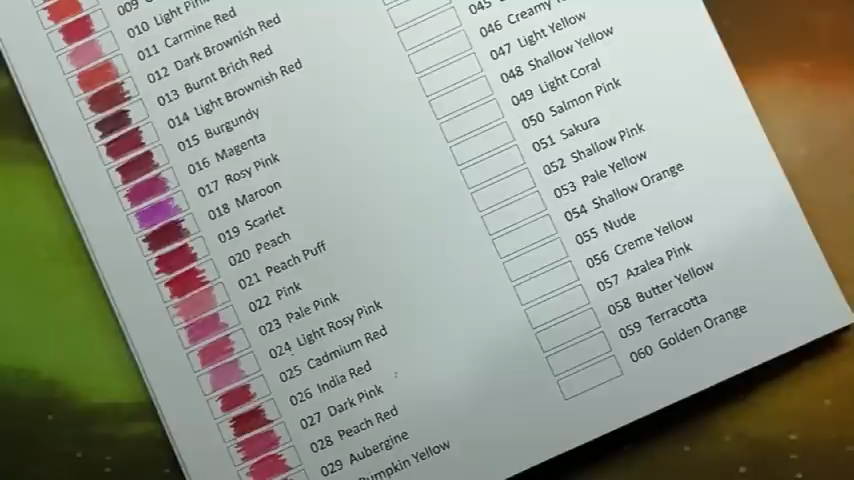 009
010 Light Pink
011 Carmine Red
012 Dark Brownish Red
013 Burnt Brich Red
014 Light Brownish Red
015 Burgundy
016 Magenta
017 Rosy Pink
018 Maroon
019 Scarlet
020 Peach
021 Peach Puff
022 Pink
023 Pale Pink
024 Light Rosy Pink
025 Cadmium Red
026 India Red
027 Dark Pink
028 Peach Red
029 Aubergine
Pumpkin Yellow
045
046 Creamy
047 Light Yellow
048 Shallow Yellow
049 Light Coral
050 Salmon Pink
051 Sakura
052 Shallow Pink
053 Pale Yellow
054 Shallow Orange
055 Nude
056 Creme Yellow
057 Azalea Pink
058 Butter Yellow
059 Terracotta
060 Golden Orange